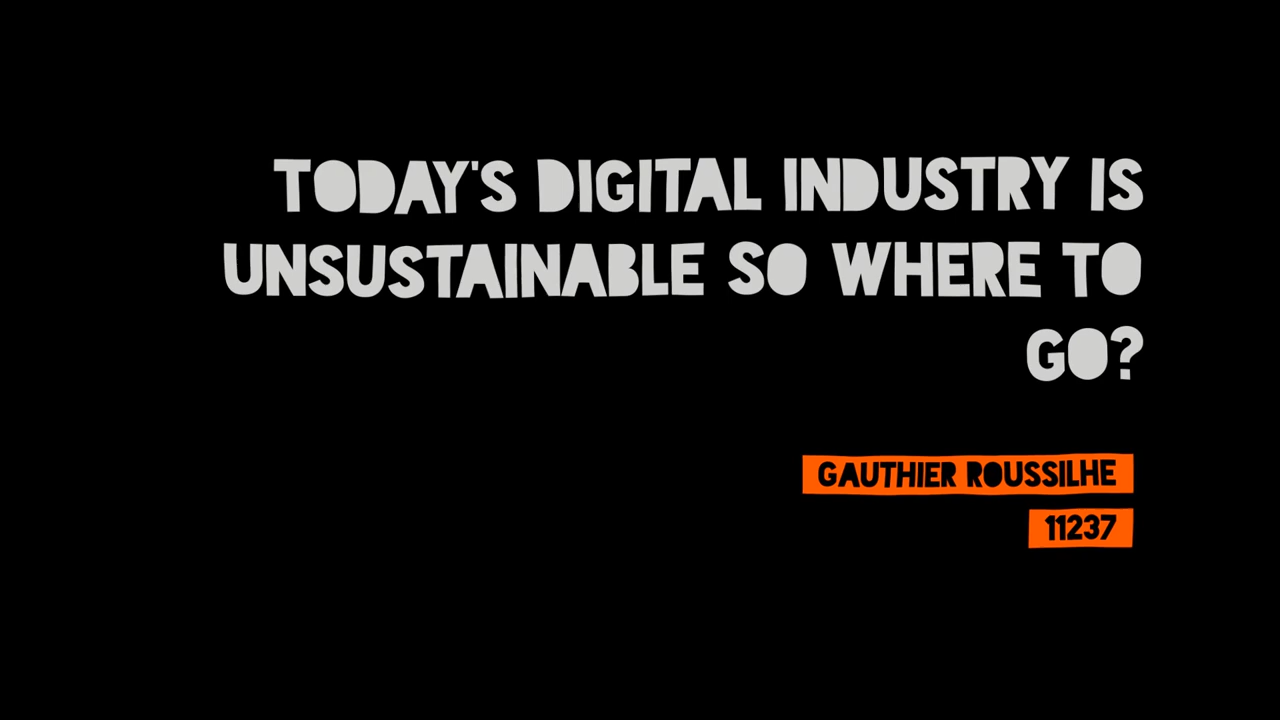 TODAY'S DIGITAL INDUSTRY IS
UNSUSTAINABLE SO WHERE TO
GO?
GAUTHIER ROUSSILHE
11237